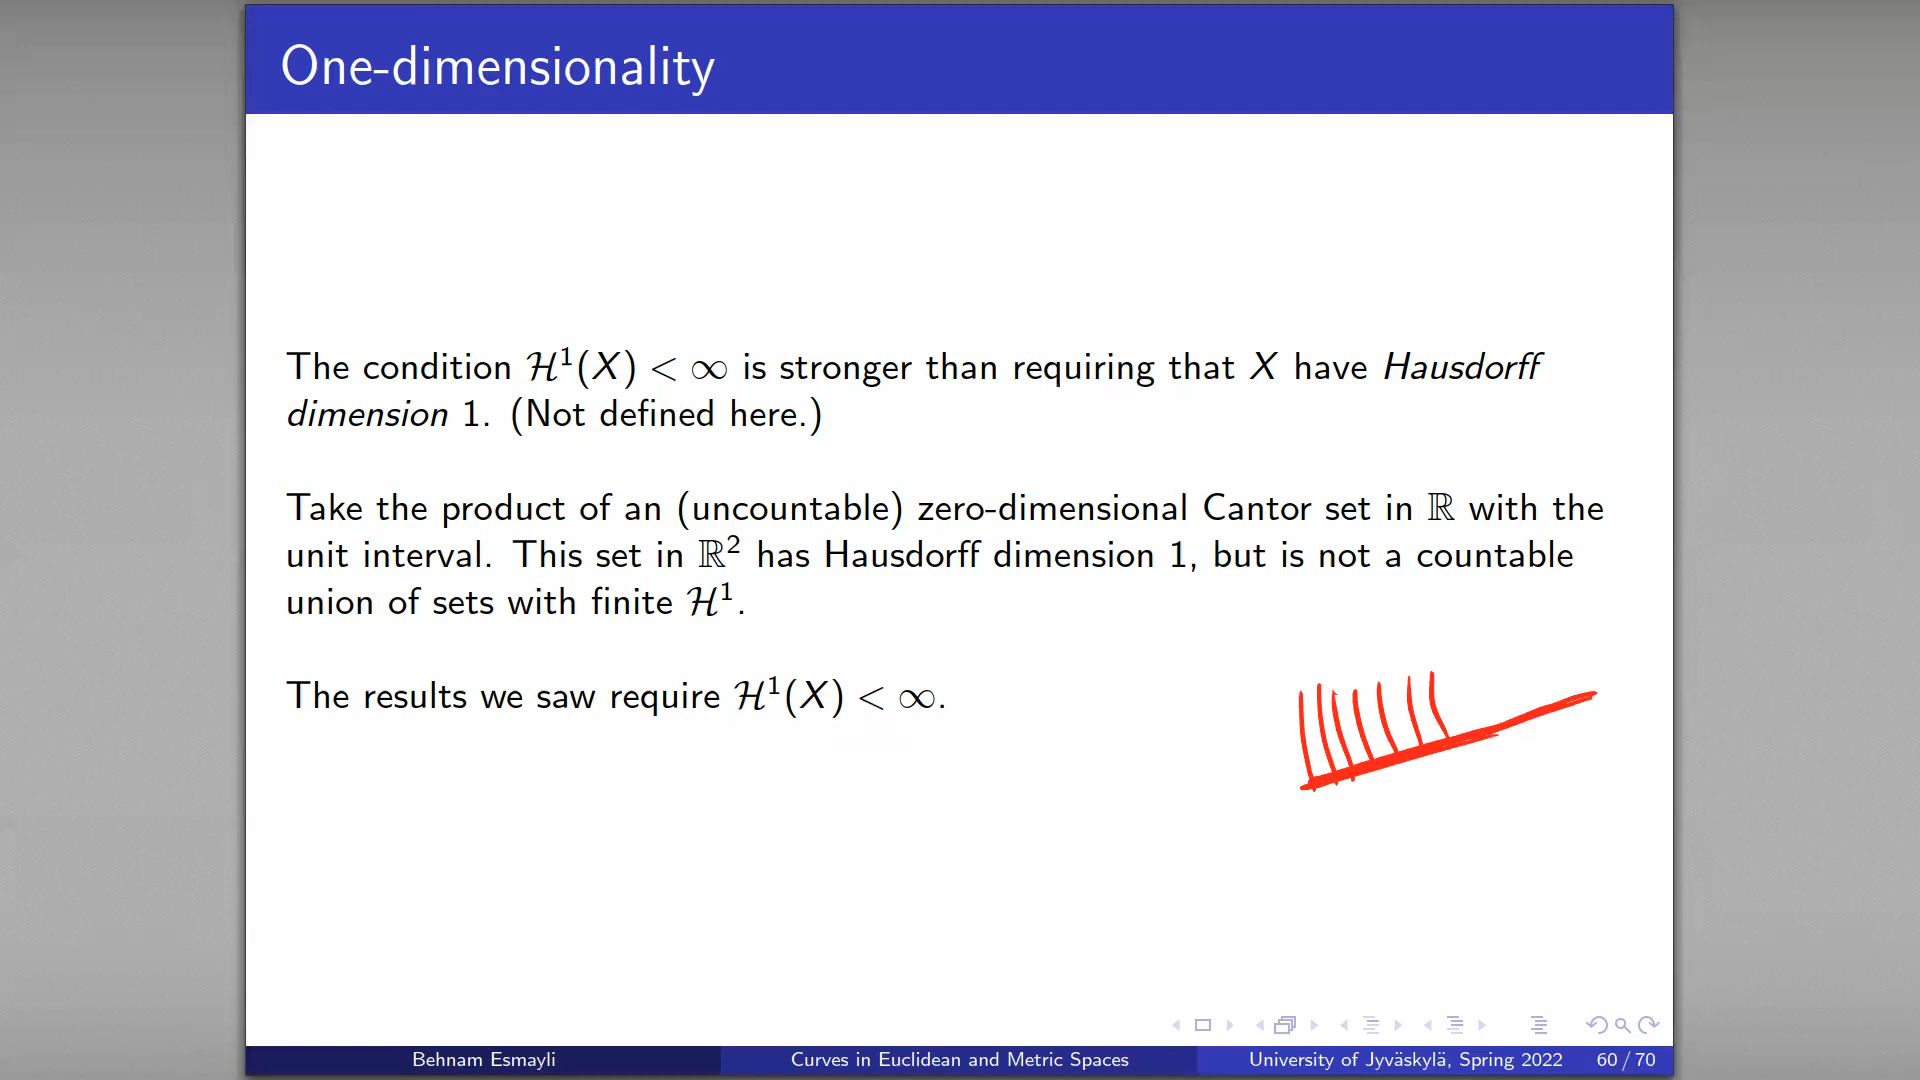 One-dimensionality
The condition ℋ¹(X) < ∞ is stronger than requiring that X have Hausdorff
dimension 1. (Not defined here.)
Take the product of an (uncountable) zero-dimensional Cantor set in ℝ with the
unit interval. This set in ℝ² has Hausdorff dimension 1, but is not a countable
union of sets with finite ℋ¹.
The results we saw require ℋ¹(X) < ∞.
Behnam Esmayli Curves in Euclidean and Metric Spaces University of Jyväskylä, Spring 2022 60 / 70